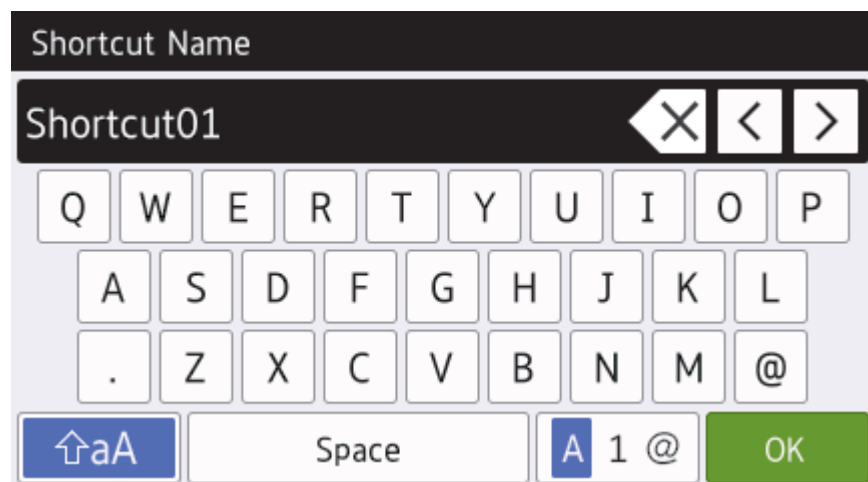 Shortcut Name
Shortcut01
Q W E R T Y U I O P
A S D F G H J K L
. Z X C V B N M @
aA Space A 1 @ OK